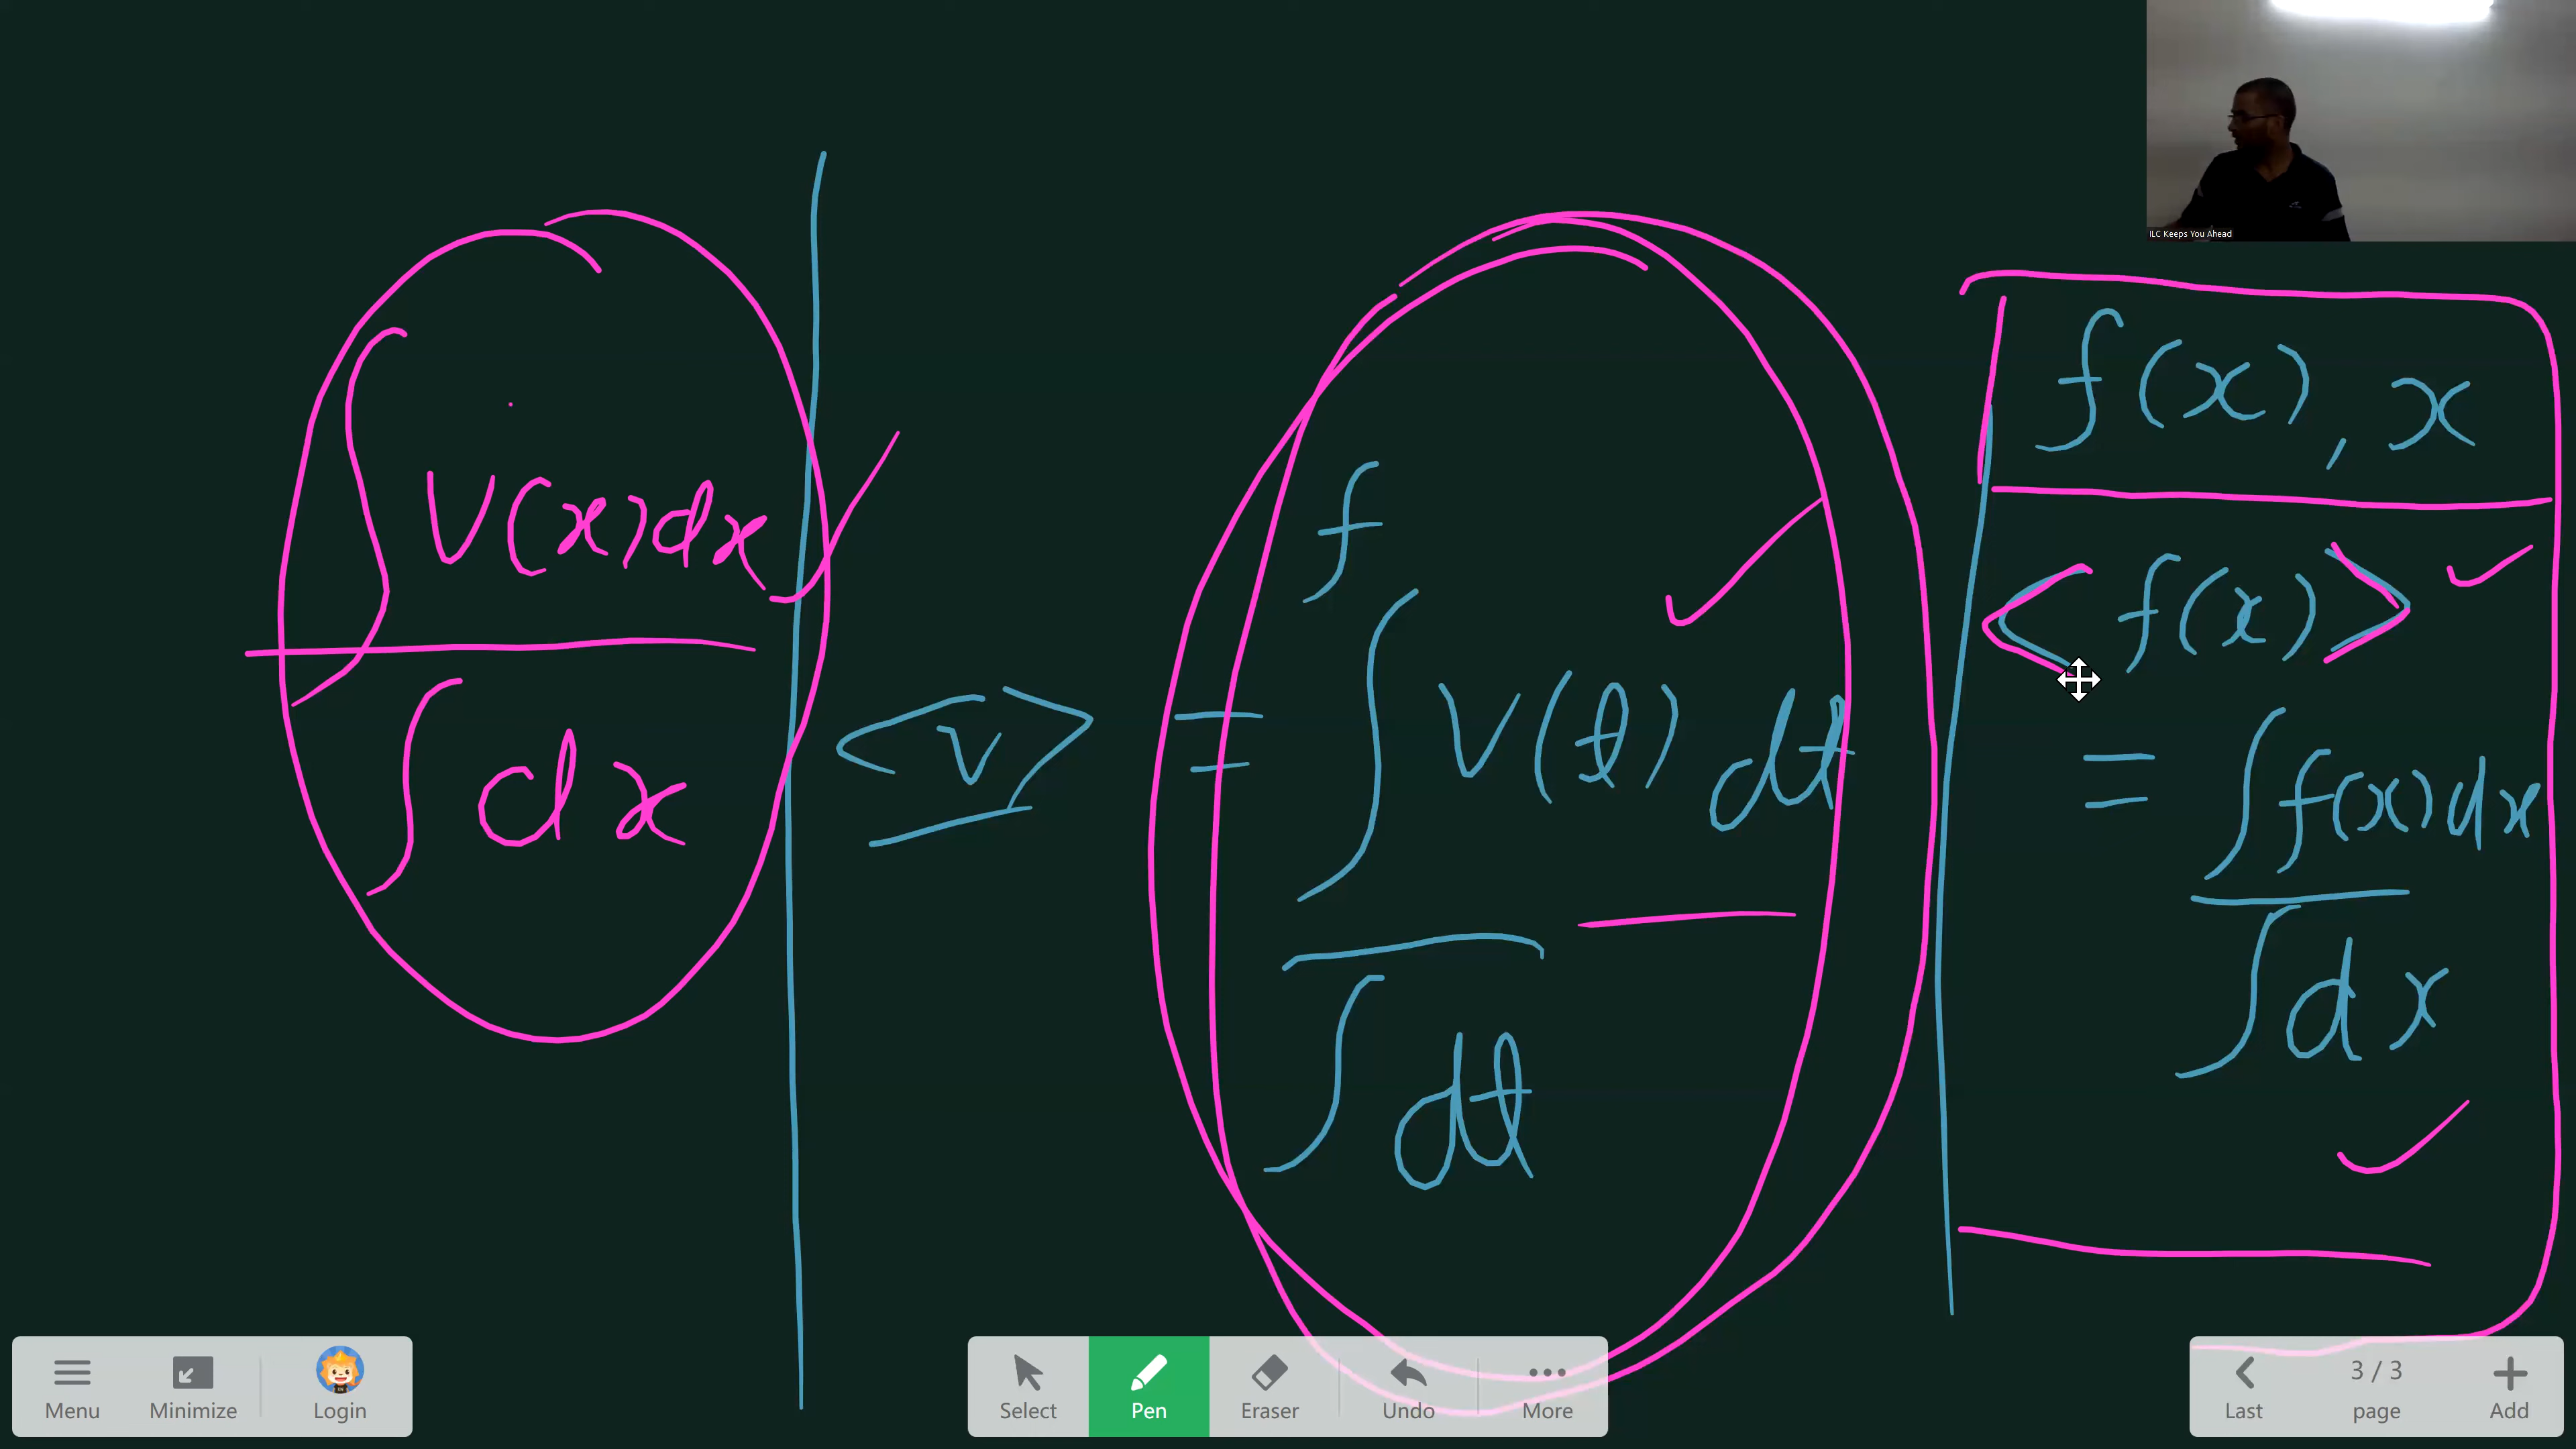 ILC Keeps You Ahead
∫ v(x)dx
∫ dx
<v> =
f
∫ v(t) dt
∫ dt
f(x), x
<f(x)>
= ∫ f(x) dx
∫ dx
Menu
Minimize
Login
Select
Pen
Eraser
Undo
More
Last
3 / 3
page
Add